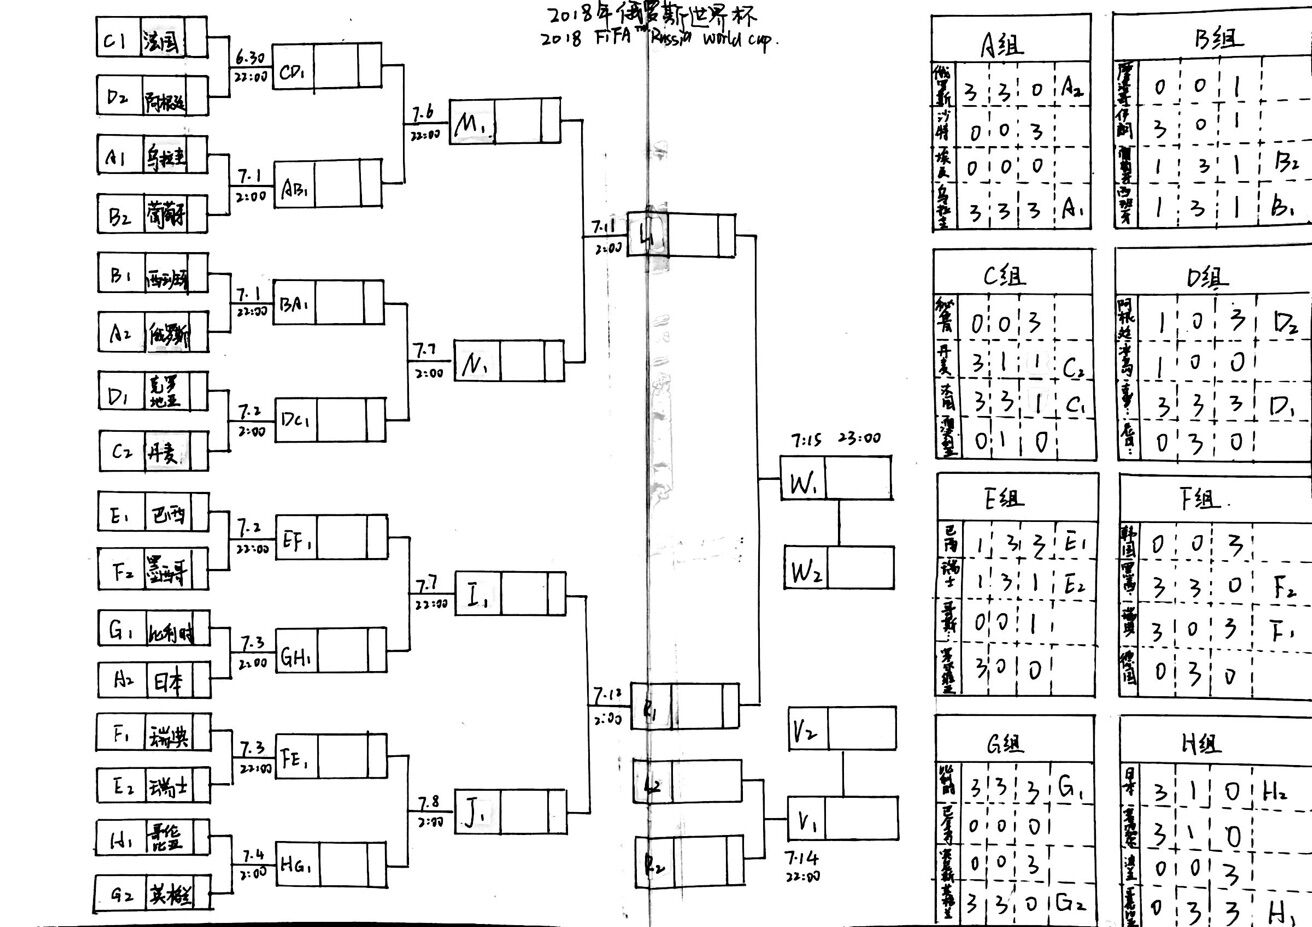 2018年俄罗斯世界杯
2018 FiFA™ Russia World Cup.
C1 法国
6.30
22:00
CD1
D2 阿根廷
7.6
22:00
M1
A1 乌拉圭
7.1
2:00
AB1
B2 葡萄牙
7.11
2:00
L1
B1 西班牙
7.1
22:00
BA1
A2 俄罗斯
7.7
2:00
N1
D1 克罗地亚
7.2
2:00
DC1
C2 丹麦
7:15 23:00
W1
W2
E1 巴西
7.2
22:00
EF1
F2 墨西哥
7.7
22:00
I1
G1 比利时
7.3
2:00
GH1
H2 日本
7.12
2:00
R1
F1 瑞典
7.3
22:00
FE1
E2 瑞士
7.8
2:00
J1
H1 哥伦比亚
7.4
2:00
HG1
G2 英格兰
L2
R2
V2
V1
7.14
22:00
A组
俄罗斯 3 3 0 A2
沙特 0 0 3
埃及 0 0 0
乌拉圭 3 3 3 A1
B组
摩洛哥 0 0 1
伊朗 3 0 1
葡萄牙 1 3 1 B2
西班牙 1 3 1 B1
C组
秘鲁 0 0 3
丹麦 3 1 1 C2
法国 3 3 1 C1
0 1 0
D组
阿根廷 1 0 3 D2
冰岛 1 0 0
克罗… 3 3 3 D1
尼日… 0 3 0
E组
巴西 1 3 3 E1
瑞士 1 3 1 E2
哥斯… 0 0 1
塞尔维亚 3 0 0
F组
韩国 0 0 3
墨西哥 3 3 0 F2
瑞典 3 0 3 F1
德国 0 3 0
G组
比利时 3 3 3 G1
巴拿马 0 0 0
突尼斯 0 0 3
英格兰 3 3 0 G2
H组
日本 3 1 0 H2
3 1 0
波兰 0 0 3
哥伦比亚 0 3 3 H1